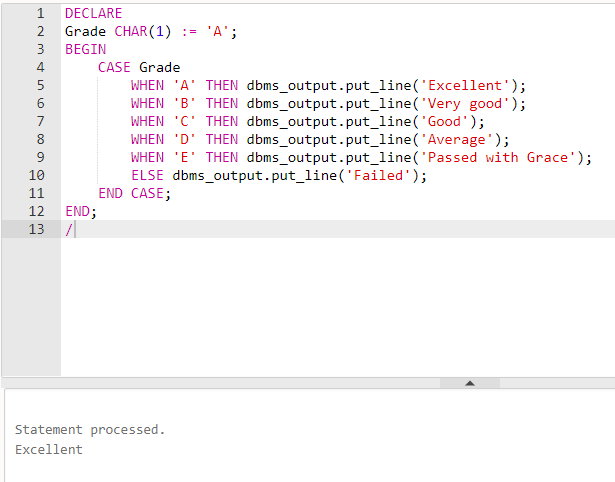 1 DECLARE
2 Grade CHAR(1) := 'A';
3 BEGIN
4     CASE Grade
5         WHEN 'A' THEN dbms_output.put_line('Excellent');
6         WHEN 'B' THEN dbms_output.put_line('Very good');
7         WHEN 'C' THEN dbms_output.put_line('Good');
8         WHEN 'D' THEN dbms_output.put_line('Average');
9         WHEN 'E' THEN dbms_output.put_line('Passed with Grace');
10         ELSE dbms_output.put_line('Failed');
11     END CASE;
12 END;
13 /
Statement processed.
Excellent